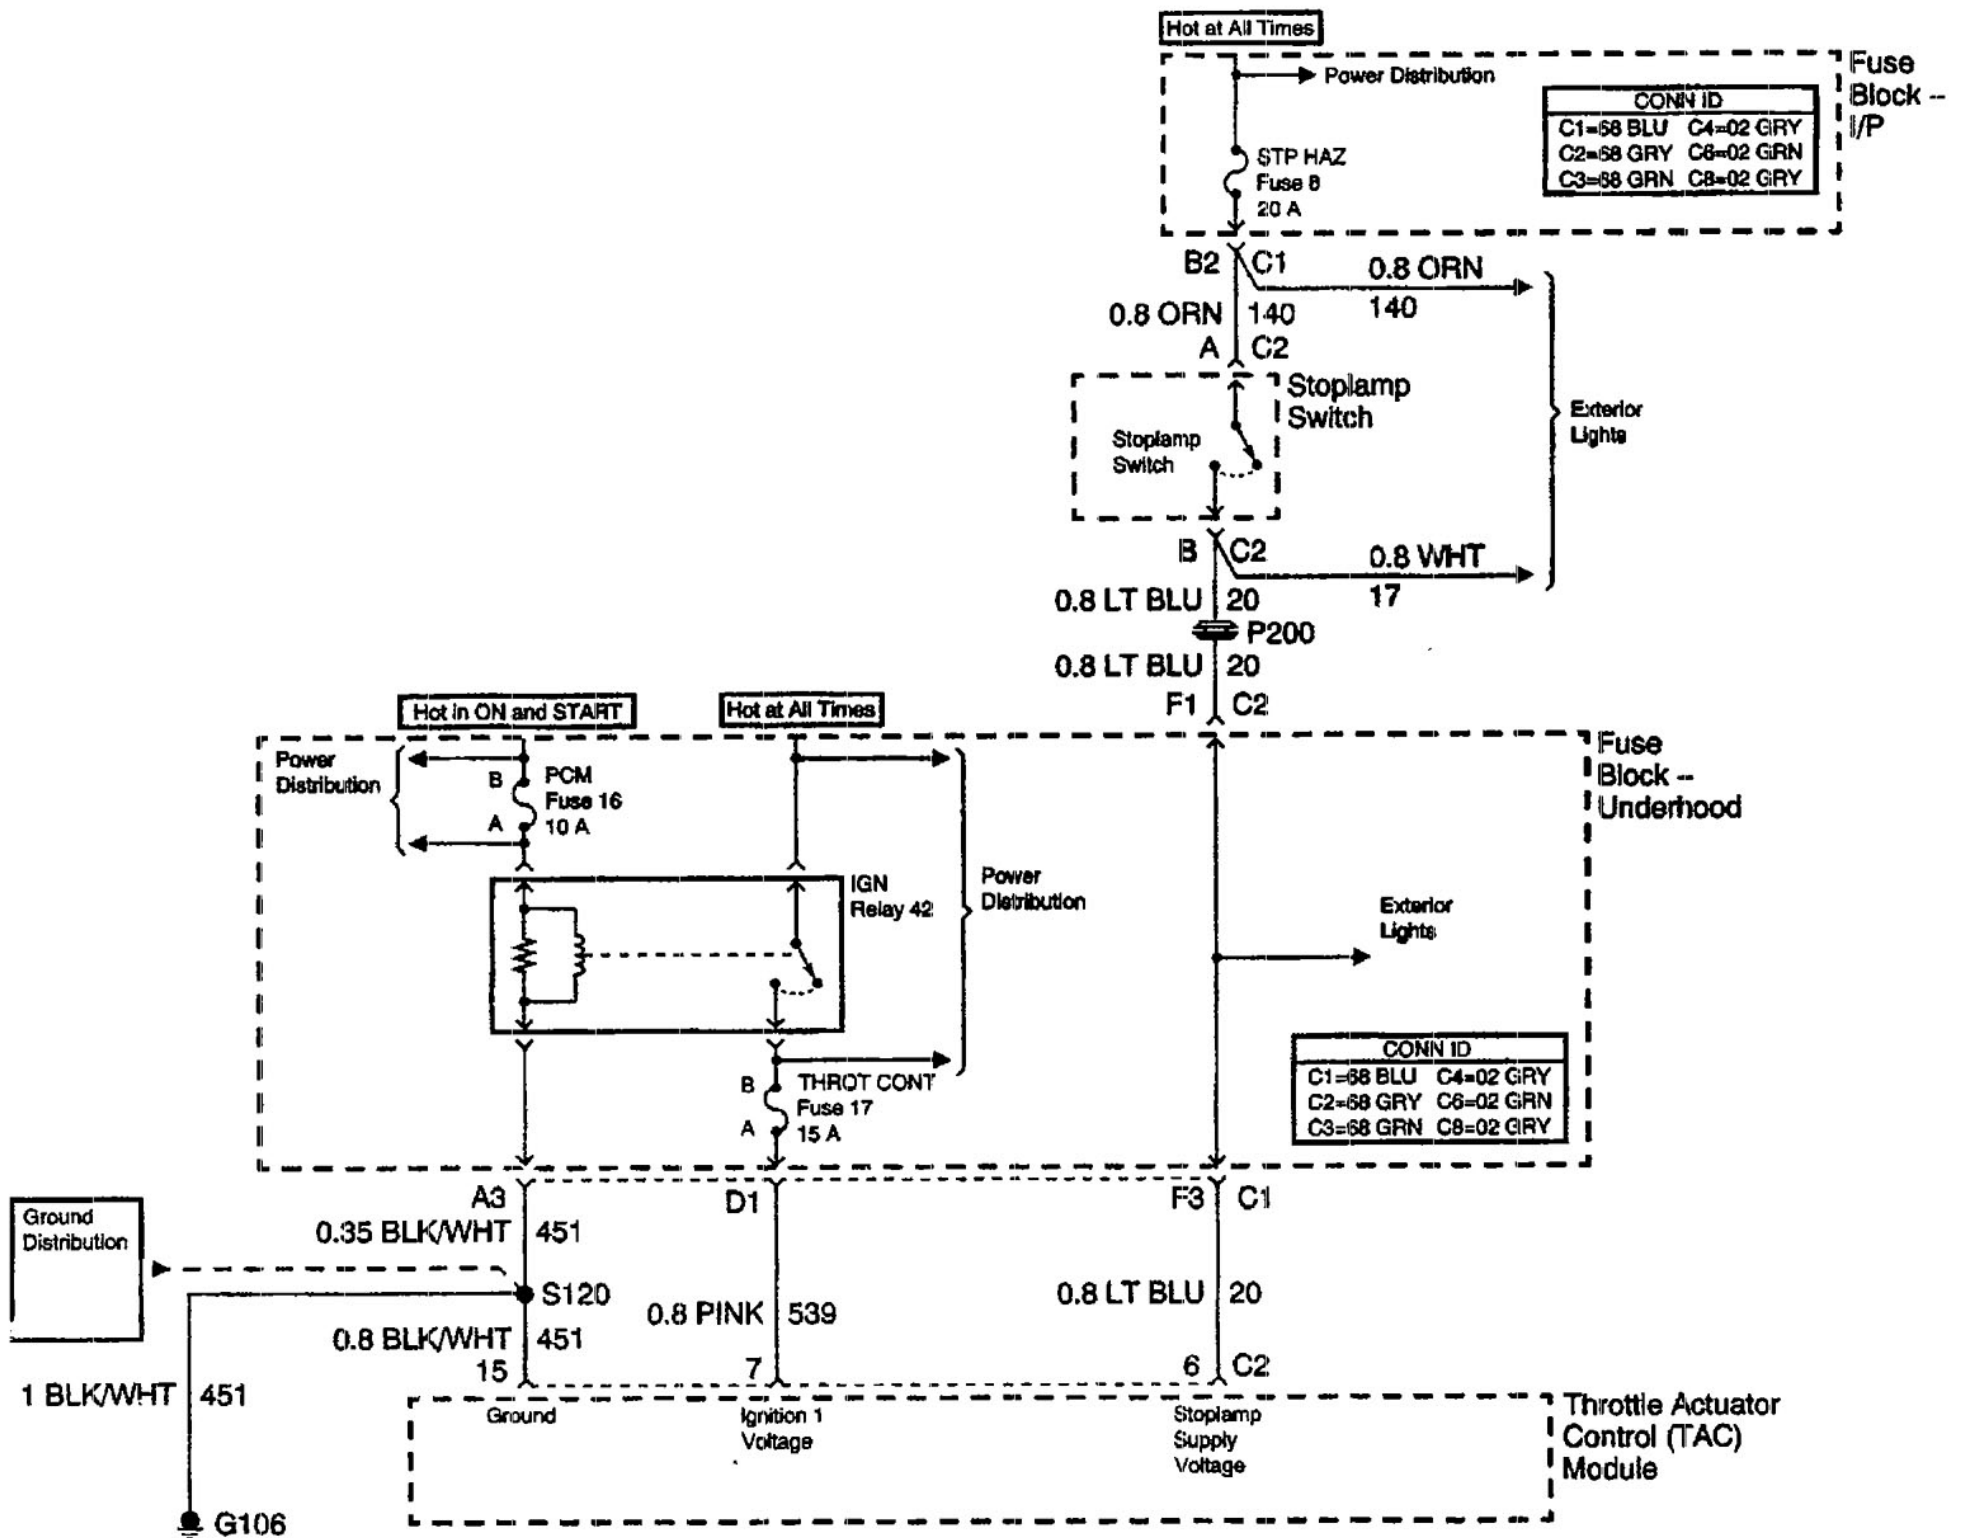 Hot at All Times
Power Distribution
Fuse
Block --
I/P
CONN ID
C1=68 BLU C4=02 GRY
C2=68 GRY C6=02 GRN
C3=68 GRN C8=02 GRY
STP HAZ
Fuse 8
20 A
B2 C1
0.8 ORN
140
0.8 ORN 140
A C2
Stoplamp
Switch
Stoplamp
Switch
Exterior
Lights
B C2
0.8 WHT
17
0.8 LT BLU 20
P200
0.8 LT BLU 20
F1 C2
Hot in ON and START
Hot at All Times
Power
Distribution
B
PCM
Fuse 16
10 A
A
Fuse
Block --
Underhood
IGN
Relay 42
Power
Distribution
Exterior
Lights
CONN ID
C1=68 BLU C4=02 GRY
C2=68 GRY C6=02 GRN
C3=68 GRN C8=02 GRY
B
THROT CONT
Fuse 17
15 A
A
A3
D1
F3 C1
Ground
Distribution
0.35 BLK/WHT 451
S120
0.8 PINK 539
0.8 LT BLU 20
0.8 BLK/WHT 451
15
7
6 C2
1 BLK/WHT 451
Ground
Ignition 1
Voltage
Stoplamp
Supply
Voltage
Throttle Actuator
Control (TAC)
Module
G106